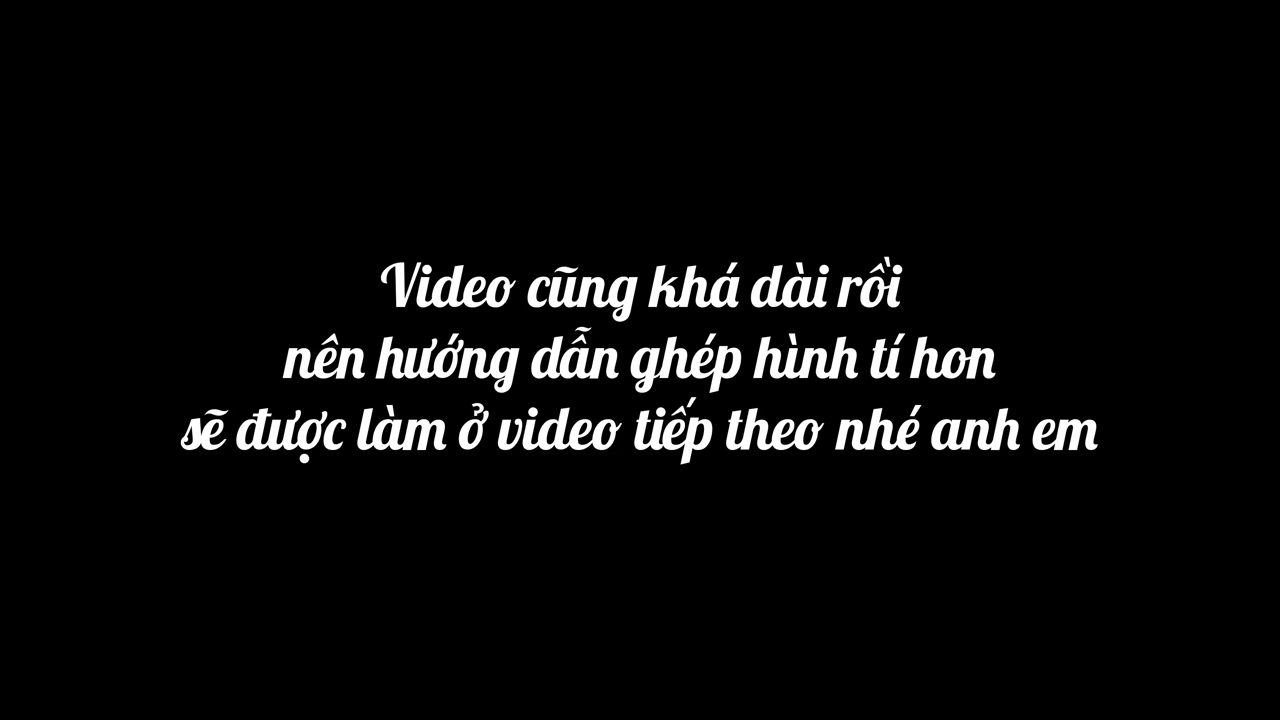 Video cũng khá dài rồi
nên hướng dẫn ghép hình tí hon
sẽ được làm ở video tiếp theo nhé anh em